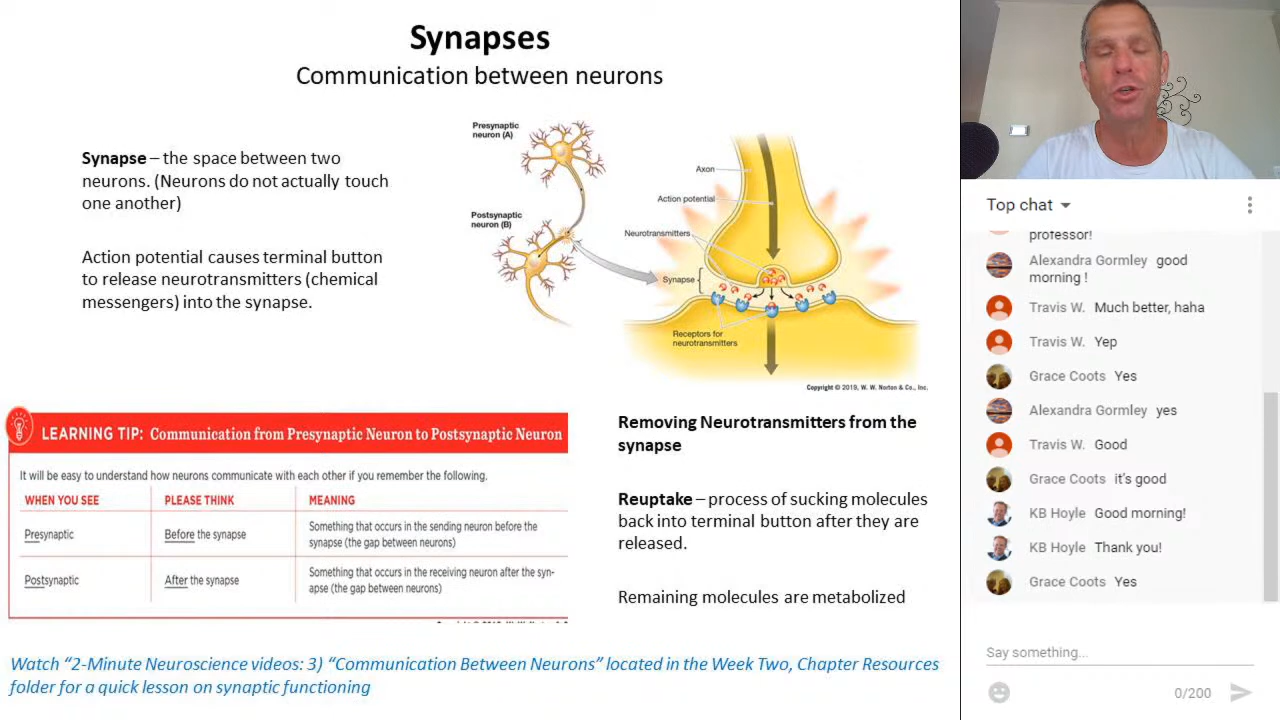 Synapses
Communication between neurons
Synapse – the space between two
neurons. (Neurons do not actually touch
one another)
Action potential causes terminal button
to release neurotransmitters (chemical
messengers) into the synapse.
Presynaptic
neuron (A)
Postsynaptic
neuron (B)
Axon
Action potential
Neurotransmitters
Synapse
Receptors for
neurotransmitters
Copyright © 2019, W. W. Norton & Co., Inc.
LEARNING TIP: Communication from Presynaptic Neuron to Postsynaptic Neuron
It will be easy to understand how neurons communicate with each other if you remember the following.
WHEN YOU SEE PLEASE THINK MEANING
Presynaptic Before the synapse Something that occurs in the sending neuron before the
synapse (the gap between neurons)
Postsynaptic After the synapse Something that occurs in the receiving neuron after the syn-
apse (the gap between neurons)
Removing Neurotransmitters from the
synapse
Reuptake – process of sucking molecules
back into terminal button after they are
released.
Remaining molecules are metabolized
Watch “2-Minute Neuroscience videos: 3) “Communication Between Neurons” located in the Week Two, Chapter Resources
folder for a quick lesson on synaptic functioning
Top chat
professor!
Alexandra Gormley good
morning !
Travis W. Much better, haha
Travis W. Yep
Grace Coots Yes
Alexandra Gormley yes
Travis W. Good
Grace Coots it's good
KB Hoyle Good morning!
KB Hoyle Thank you!
Grace Coots Yes
Say something...
0/200